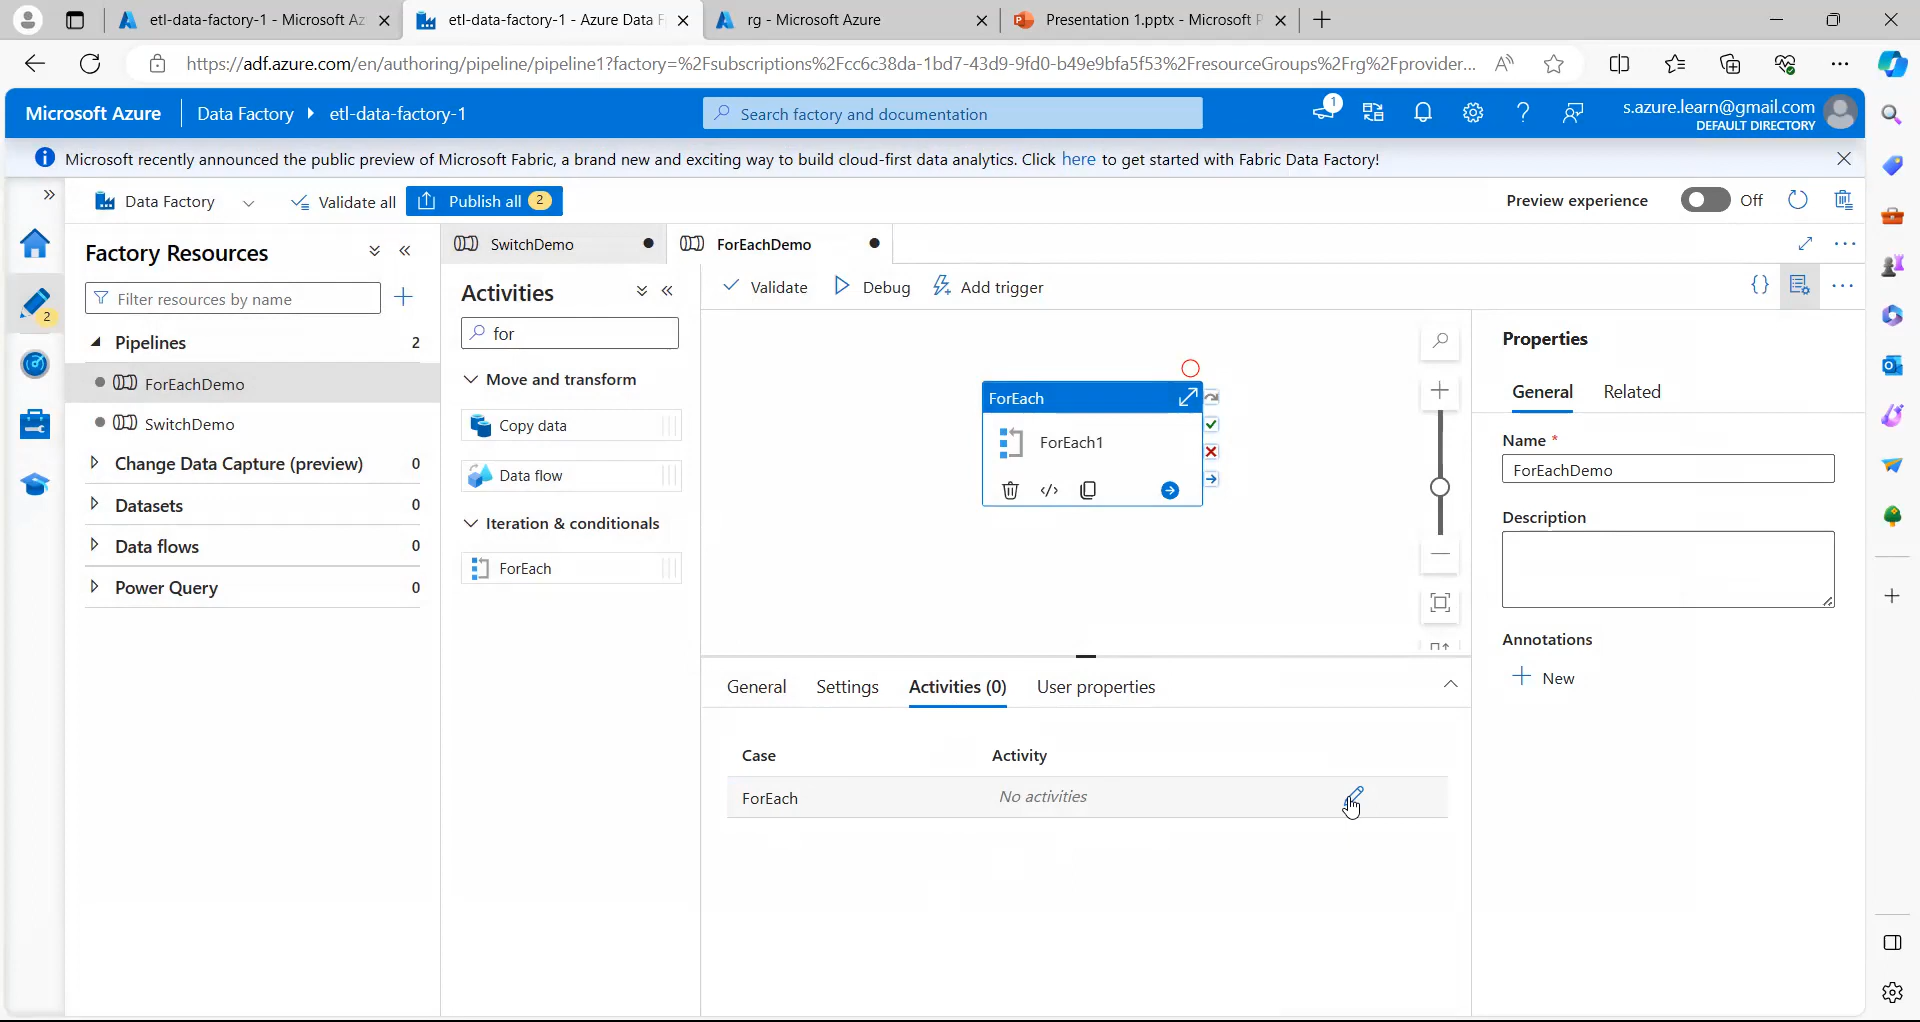 etl-data-factory-1 - Microsoft Az
etl-data-factory-1 - Azure Data F
rg - Microsoft Azure
Presentation 1.pptx - Microsoft P
https://adf.azure.com/en/authoring/pipeline/pipeline1?factory=%2Fsubscriptions%2Fcc6c38da-1bd7-43d9-9fd0-b49e9bfa5f53%2FresourceGroups%2Frg%2Fprovider...
Microsoft Azure
Data Factory
etl-data-factory-1
Search factory and documentation
1
s.azure.learn@gmail.com
DEFAULT DIRECTORY
Microsoft recently announced the public preview of Microsoft Fabric, a brand new and exciting way to build cloud-first data analytics. Click here to get started with Fabric Data Factory!
Data Factory
Validate all
Publish all 2
Preview experience
Off
Factory Resources
Filter resources by name
2
Pipelines 2
ForEachDemo
SwitchDemo
Change Data Capture (preview) 0
Datasets 0
Data flows 0
Power Query 0
SwitchDemo
ForEachDemo
Activities
for
Move and transform
Copy data
Data flow
Iteration & conditionals
ForEach
Validate
Debug
Add trigger
ForEach
ForEach1
General
Settings
Activities (0)
User properties
Case
Activity
ForEach
No activities
Properties
General
Related
Name *
ForEachDemo
Description
Annotations
New